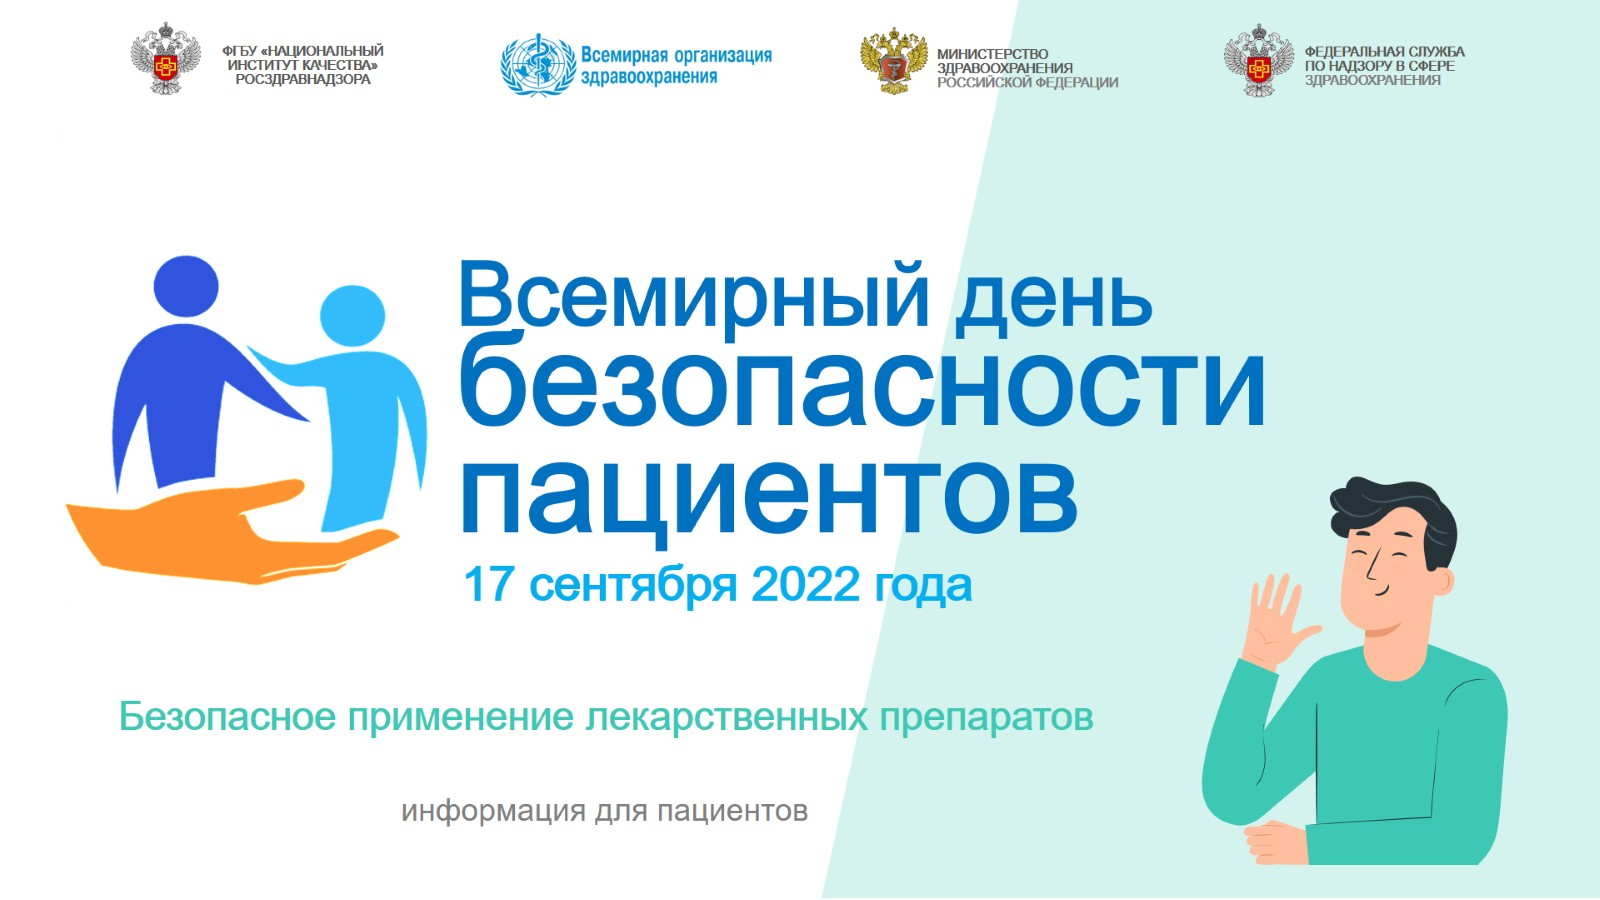 ФГБУ «НАЦИОНАЛЬНЫЙ
ИНСТИТУТ КАЧЕСТВА»
РОСЗДРАВНАДЗОРА
Всемирная организация
здравоохранения
МИНИСТЕРСТВО
ЗДРАВООХРАНЕНИЯ
РОССИЙСКОЙ ФЕДЕРАЦИИ
ФЕДЕРАЛЬНАЯ СЛУЖБА
ПО НАДЗОРУ В СФЕРЕ
ЗДРАВООХРАНЕНИЯ
Всемирный день
безопасности
пациентов
17 сентября 2022 года
Безопасное применение лекарственных препаратов
информация для пациентов